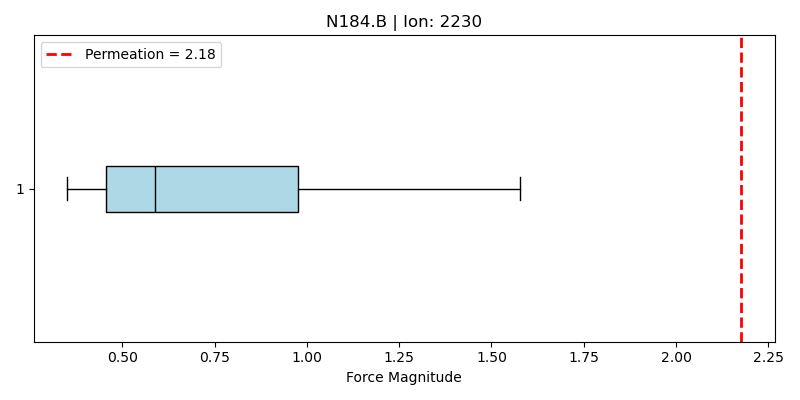 N184.B | Ion: 2230
Permeation = 2.18
1
0.50 0.75 1.00 1.25 1.50 1.75 2.00 2.25
Force Magnitude